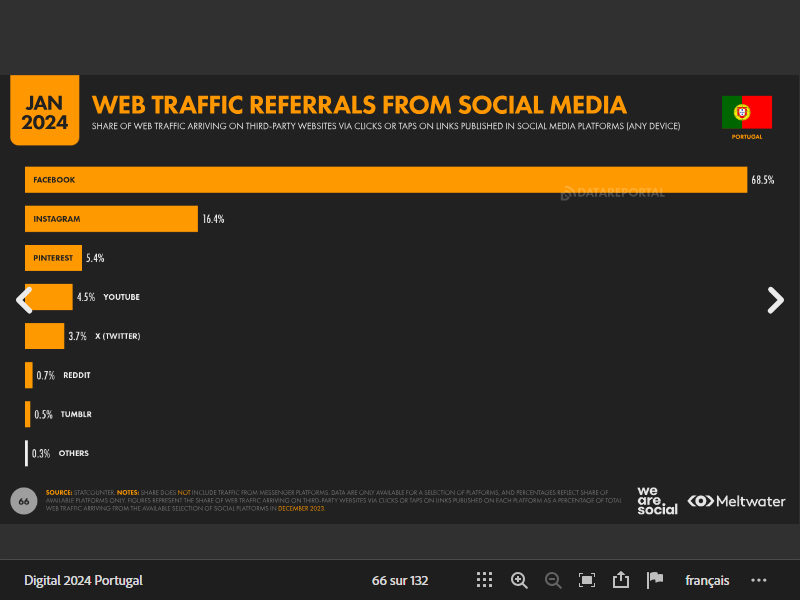 JAN
2024
WEB TRAFFIC REFERRALS FROM SOCIAL MEDIA
SHARE OF WEB TRAFFIC ARRIVING ON THIRD-PARTY WEBSITES VIA CLICKS OR TAPS ON LINKS PUBLISHED IN SOCIAL MEDIA PLATFORMS (ANY DEVICE)
PORTUGAL
FACEBOOK 68.5%
DATAREPORTAL
INSTAGRAM 16.4%
PINTEREST 5.4%
4.5% YOUTUBE
3.7% X (TWITTER)
0.7% REDDIT
0.5% TUMBLR
0.3% OTHERS
66
SOURCE: STATCOUNTER. NOTES: SHARE DOES NOT INCLUDE TRAFFIC FROM MESSENGER PLATFORMS. DATA ARE ONLY AVAILABLE FOR A SELECTION OF PLATFORMS, AND PERCENTAGES REFLECT SHARE OF
AVAILABLE PLATFORMS ONLY. FIGURES REPRESENT THE SHARE OF WEB TRAFFIC ARRIVING ON THIRD-PARTY WEBSITES VIA CLICKS OR TAPS ON LINKS PUBLISHED ON EACH PLATFORM AS A PERCENTAGE OF TOTAL
WEB TRAFFIC ARRIVING FROM THE AVAILABLE SELECTION OF SOCIAL PLATFORMS IN DECEMBER 2023.
we
are.
social
Meltwater
Digital 2024 Portugal
66 sur 132
français